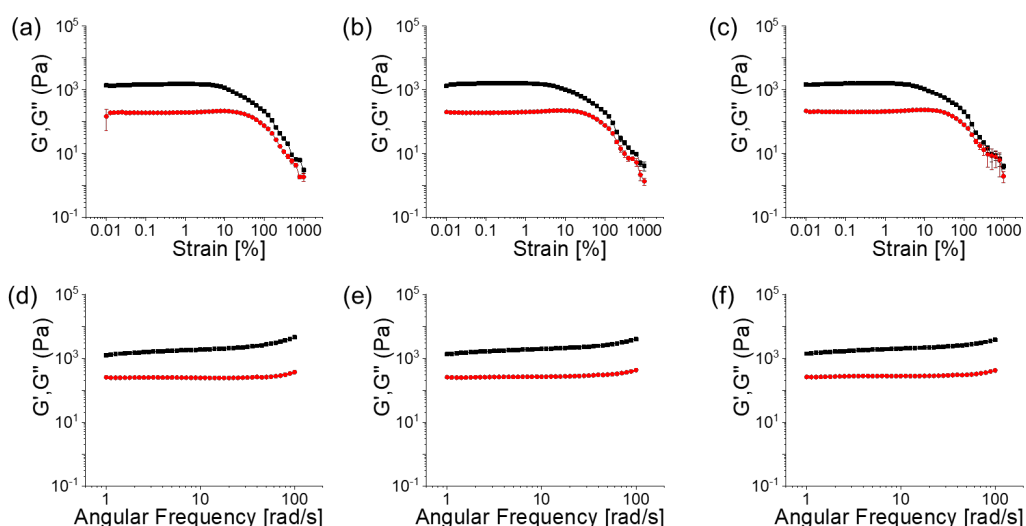 (a)
G',G" (Pa)
10⁵
10³
10¹
10⁻¹
0.01 0.1 1 10 100 1000
Strain [%]
(b)
G',G" (Pa)
10⁵
10³
10¹
10⁻¹
0.01 0.1 1 10 100 1000
Strain [%]
(c)
G',G" (Pa)
10⁵
10³
10¹
10⁻¹
0.01 0.1 1 10 100 1000
Strain [%]
(d)
G',G" (Pa)
10⁵
10³
10¹
10⁻¹
1 10 100
Angular Frequency [rad/s]
(e)
G',G" (Pa)
10⁵
10³
10¹
10⁻¹
1 10 100
Angular Frequency [rad/s]
(f)
G',G" (Pa)
10⁵
10³
10¹
10⁻¹
1 10 100
Angular Frequency [rad/s]